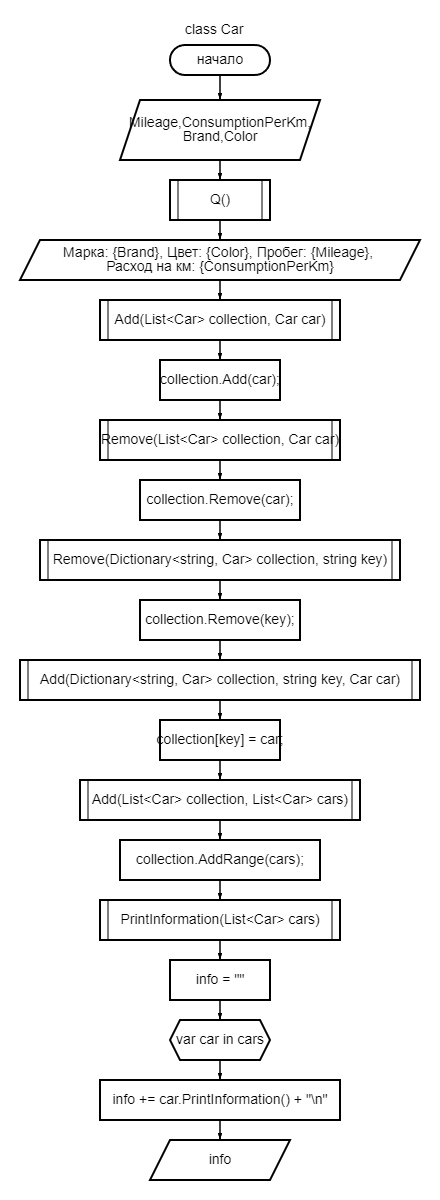 class Car
начало
Mileage,ConsumptionPerKm,
Brand,Color
Q()
Марка: {Brand}, Цвет: {Color}, Пробег: {Mileage},
Расход на км: {ConsumptionPerKm}
Add(List<Car> collection, Car car)
collection.Add(car);
Remove(List<Car> collection, Car car)
collection.Remove(car);
Remove(Dictionary<string, Car> collection, string key)
collection.Remove(key);
Add(Dictionary<string, Car> collection, string key, Car car)
collection[key] = car;
Add(List<Car> collection, List<Car> cars)
collection.AddRange(cars);
PrintInformation(List<Car> cars)
info = ""
var car in cars
info += car.PrintInformation() + "\n"
info